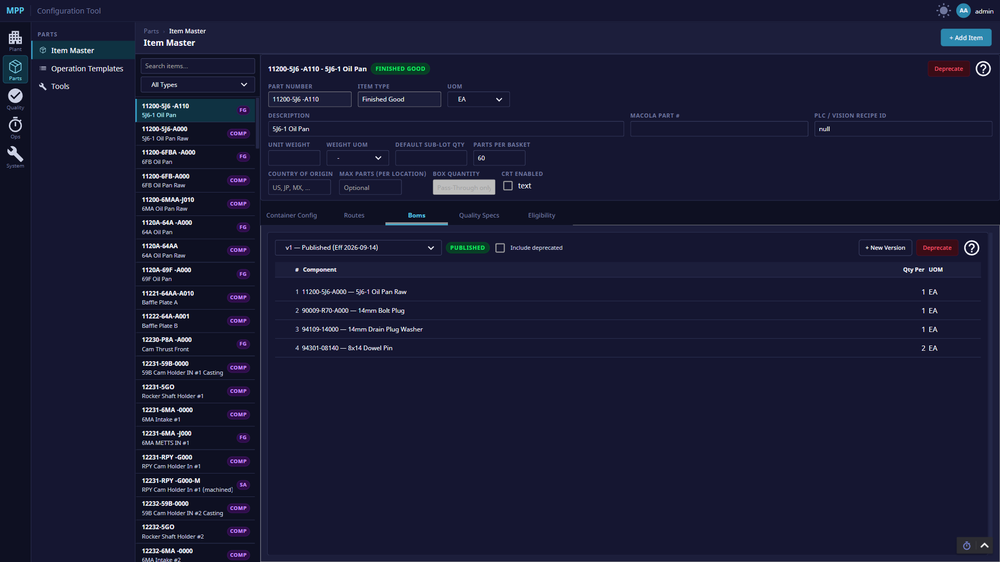 MPP
Configuration Tool
AA
admin
Plant
Parts
Quality
Ops
System
PARTS
Item Master
Operation Templates
Tools
Parts › Item Master
Item Master
+ Add Item
Search items...
All Types
11200-5J6 -A110
5J6-1 Oil Pan
FG
11200-5J6-A000
5J6-1 Oil Pan Raw
COMP
11200-6FBA -A000
6FB Oil Pan
FG
11200-6FB-A000
6FB Oil Pan Raw
COMP
11200-6MAA-J010
6MA Oil Pan Raw
COMP
1120A-64A -A000
64A Oil Pan
FG
1120A-64AA
64A Oil Pan Raw
COMP
1120A-69F -A000
69F Oil Pan
FG
11221-64AA-A010
Baffle Plate A
COMP
11222-64A-A001
Baffle Plate B
COMP
12230-P8A -A000
Cam Thrust Front
FG
12231-59B-0000
59B Cam Holder IN #1 Casting
COMP
12231-5GO
Rocker Shaft Holder #1
COMP
12231-6MA -0000
6MA Intake #1
COMP
12231-6MA -J000
6MA METTS IN #1
FG
12231-RPY -G000
RPY Cam Holder In #1
COMP
12231-RPY -G000-M
RPY Cam Holder In #1 (machined)
SA
12232-59B-0000
59B Cam Holder IN #2 Casting
COMP
12232-5GO
Rocker Shaft Holder #2
COMP
12232-6MA -0000
6MA Intake #2
COMP
11200-5J6 -A110 - 5J6-1 Oil Pan
FINISHED GOOD
Deprecate
PART NUMBER
ITEM TYPE
UOM
11200-5J6 -A110
Finished Good
EA
DESCRIPTION
MACOLA PART #
PLC / VISION RECIPE ID
5J6-1 Oil Pan
null
UNIT WEIGHT
WEIGHT UOM
DEFAULT SUB-LOT QTY
PARTS PER BASKET
-
60
COUNTRY OF ORIGIN
MAX PARTS (PER LOCATION)
BOX QUANTITY
CRT ENABLED
US, JP, MX, ...
Optional
Pass-Through only
text
Container Config
Routes
Boms
Quality Specs
Eligibility
v1 — Published (Eff 2026-09-14)
PUBLISHED
Include deprecated
+ New Version
Deprecate
# Component Qty Per UOM
1 11200-5J6-A000 — 5J6-1 Oil Pan Raw 1 EA
2 90009-R70-A000 — 14mm Bolt Plug 1 EA
3 94109-14000 — 14mm Drain Plug Washer 1 EA
4 94301-08140 — 8x14 Dowel Pin 2 EA